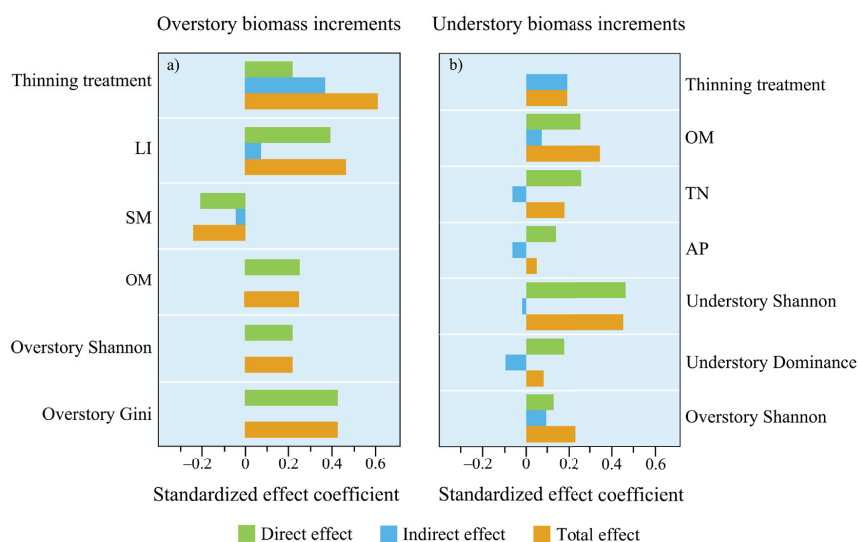 Overstory biomass increments
Understory biomass increments
a)
Thinning treatment
LI
SM
OM
Overstory Shannon
Overstory Gini
−0.2 0 0.2 0.4 0.6
Standardized effect coefficient
b)
Thinning treatment
OM
TN
AP
Understory Shannon
Understory Dominance
Overstory Shannon
−0.2 0 0.2 0.4 0.6
Standardized effect coefficient
Direct effect Indirect effect Total effect